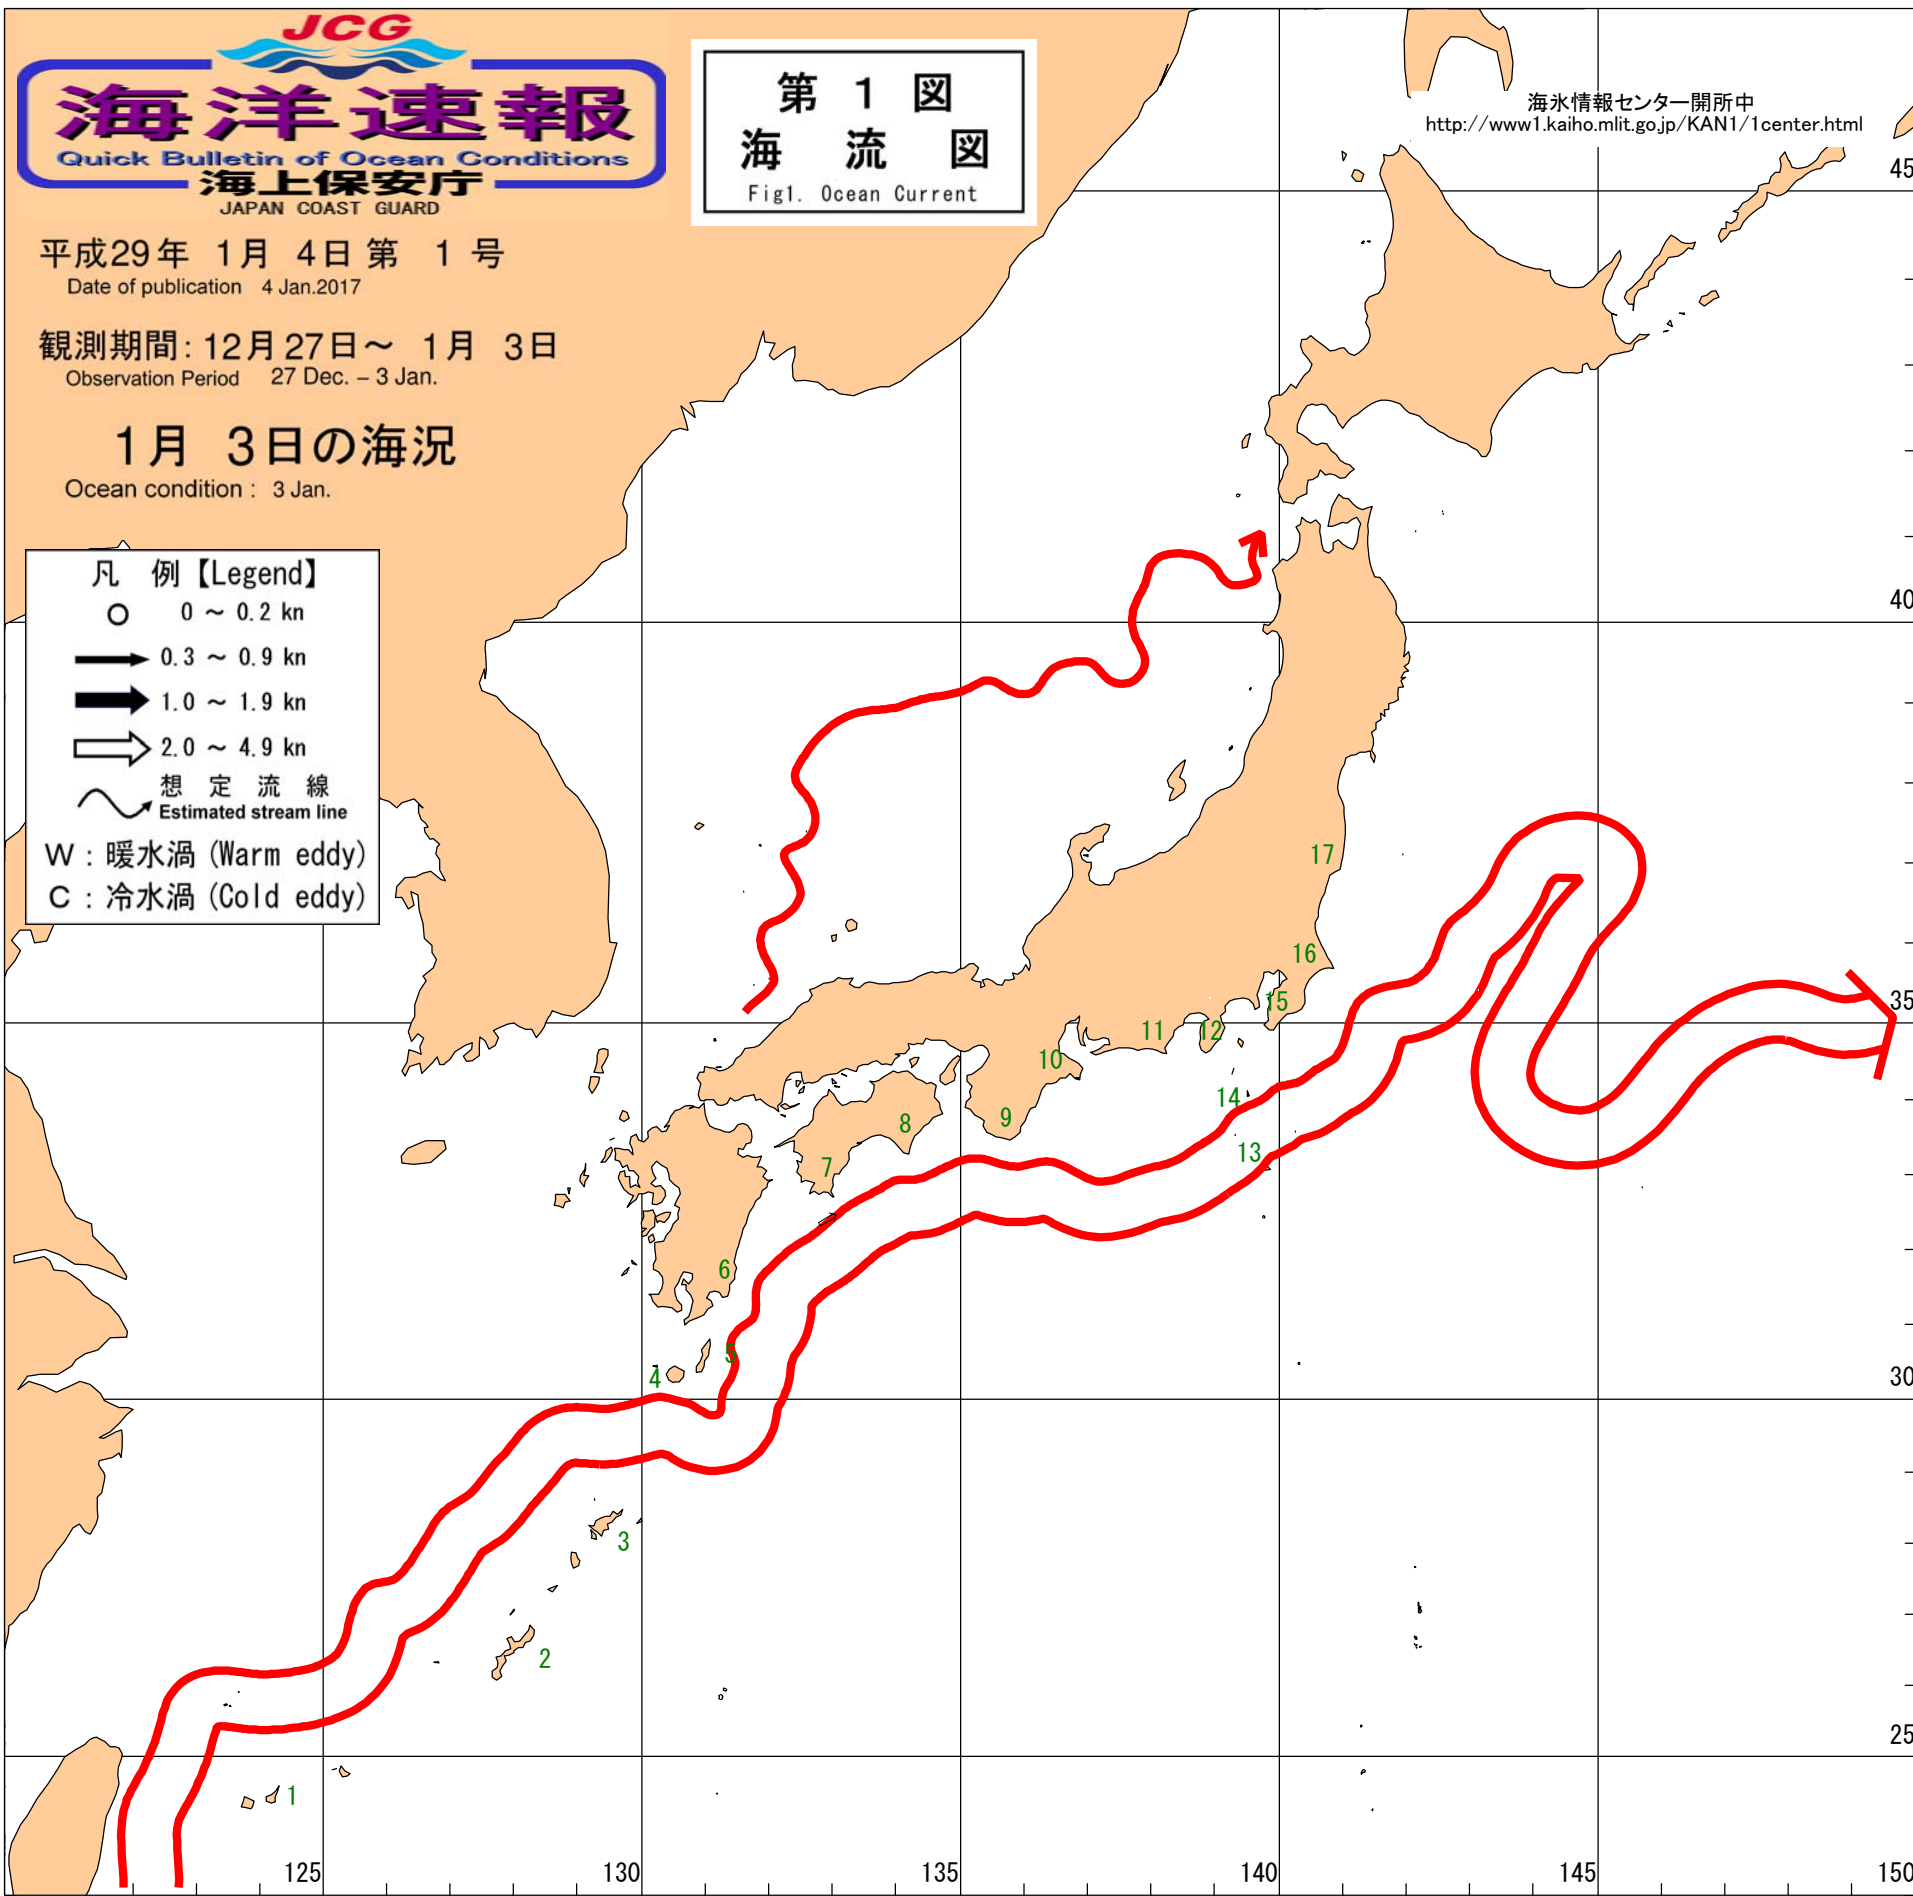 JCG
海洋速報
Quick Bulletin of Ocean Conditions
海上保安庁
JAPAN COAST GUARD
平成29年 1月 4日 第 1 号
Date of publication 4 Jan.2017
観測期間: 12月27日～ 1月 3日
Observation Period 27 Dec. – 3 Jan.
1月 3日の海況
Ocean condition : 3 Jan.
第 1 図
海 流 図
Fig1. Ocean Current
海氷情報センター開所中
http://www1.kaiho.mlit.go.jp/KAN1/1center.html
凡 例【Legend】
0 ～ 0.2 kn
0.3 ～ 0.9 kn
1.0 ～ 1.9 kn
2.0 ～ 4.9 kn
想 定 流 線
Estimated stream line
W : 暖水渦 (Warm eddy)
C : 冷水渦 (Cold eddy)
45
40
17
16
35
15
11
12
10
14
9
8
13
7
6
5
4
30
3
2
25
1
125
130
135
140
145
150